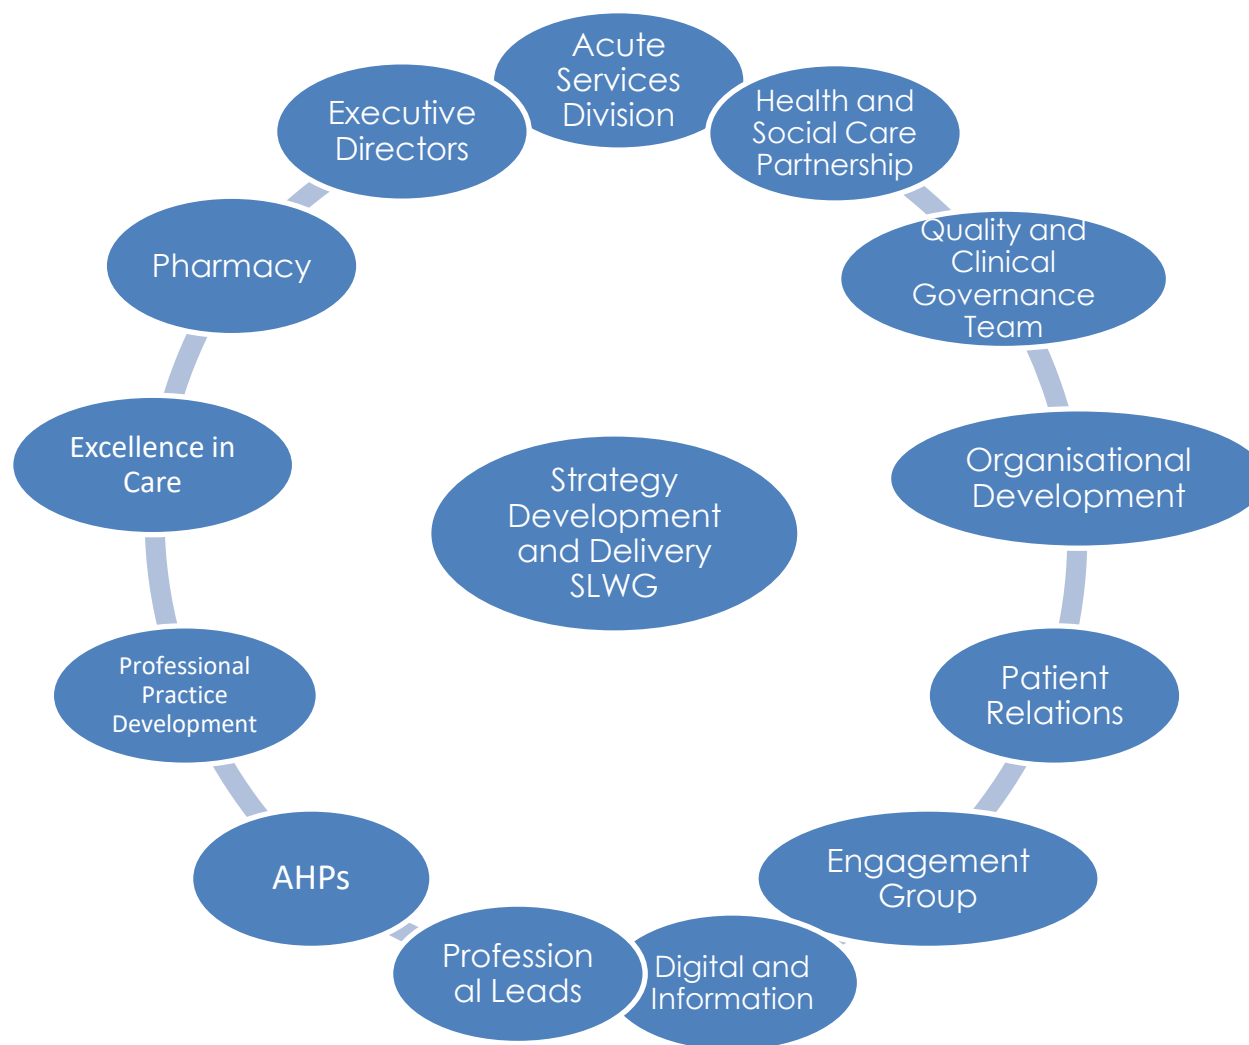 Acute
Services
Division
Health and
Social Care
Partnership
Quality and
Clinical
Governance
Team
Organisational
Development
Patient
Relations
Engagement
Group
Digital and
Information
Profession
al Leads
AHPs
Professional
Practice
Development
Excellence in
Care
Pharmacy
Executive
Directors
Strategy
Development
and Delivery
SLWG